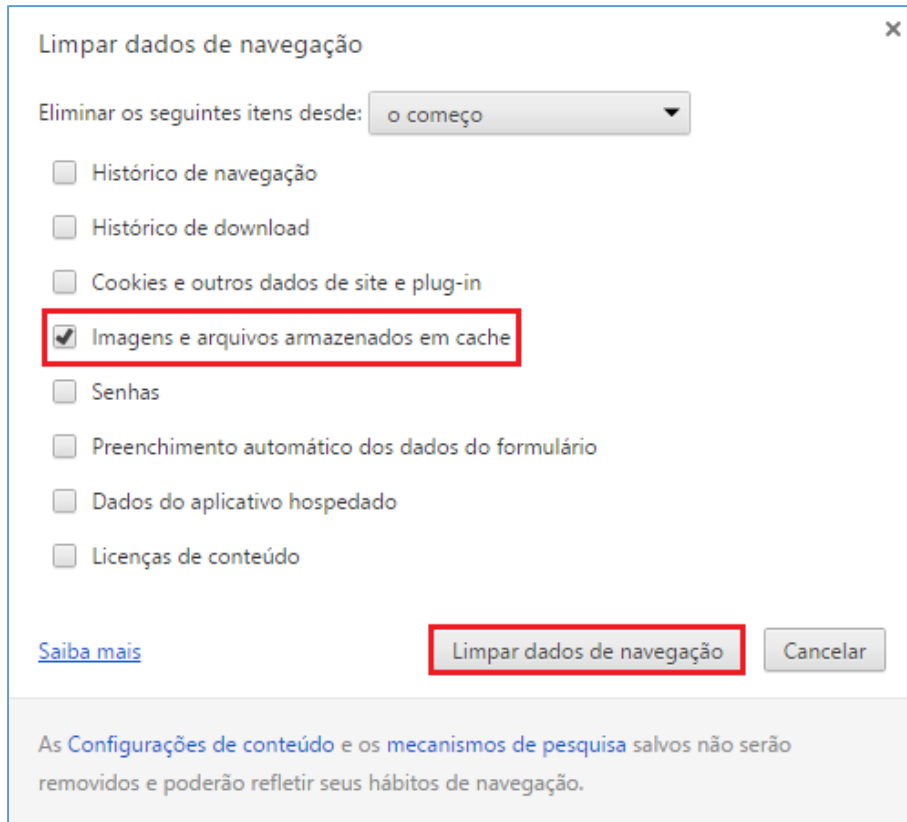 Limpar dados de navegação
Eliminar os seguintes itens desde: o começo
Histórico de navegação
Histórico de download
Cookies e outros dados de site e plug-in
Imagens e arquivos armazenados em cache
Senhas
Preenchimento automático dos dados do formulário
Dados do aplicativo hospedado
Licenças de conteúdo
Saiba mais Limpar dados de navegação Cancelar
As Configurações de conteúdo e os mecanismos de pesquisa salvos não serão
removidos e poderão refletir seus hábitos de navegação.